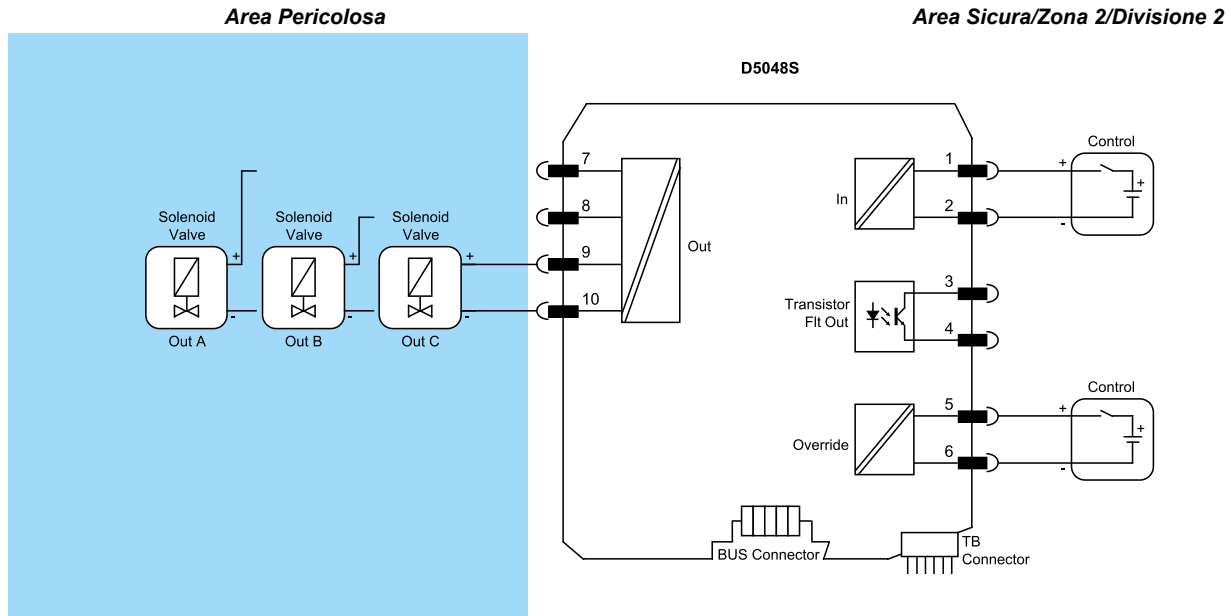 Area Pericolosa
Area Sicura/Zona 2/Divisione 2
D5048S
Solenoid
Valve
+
-
Out A
Solenoid
Valve
+
-
Out B
Solenoid
Valve
+
-
Out C
7
8
9
10
Out
In
1
2
+
-
Control
+
Transistor
Flt Out
3
4
Override
5
6
+
-
Control
+
BUS Connector
TB
Connector